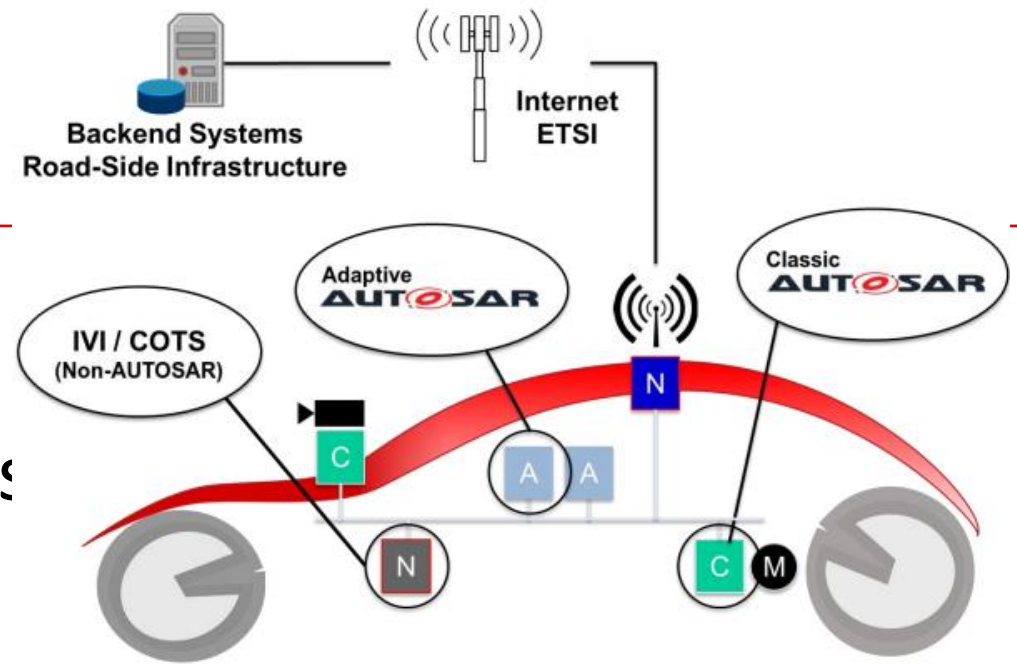 Backend Systems
Road-Side Infrastructure
Internet
ETSI
Adaptive
AUTOSAR
Classic
AUTOSAR
IVI / COTS
(Non-AUTOSAR)
N
C
A
A
S
N
C
M